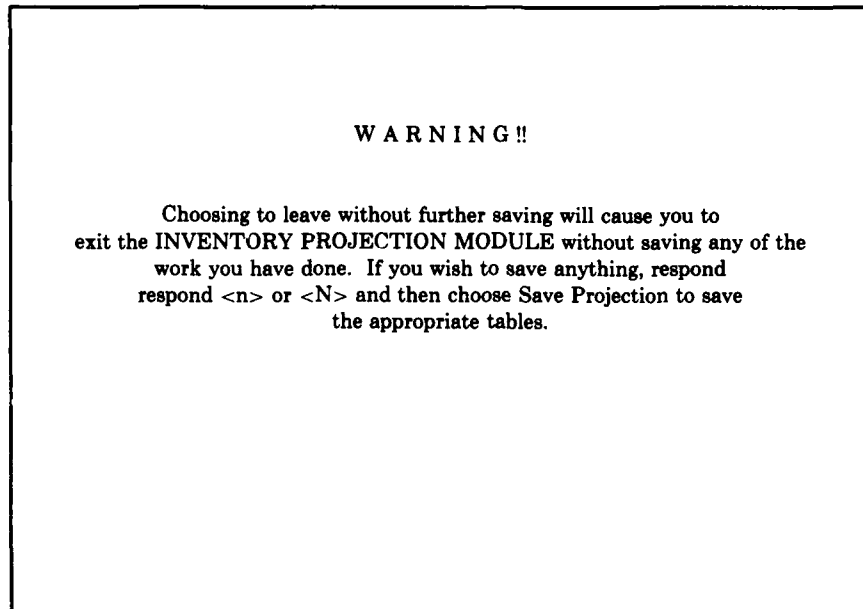 W A R N I N G !!
Choosing to leave without further saving will cause you to
exit the INVENTORY PROJECTION MODULE without saving any of the
work you have done. If you wish to save anything, respond
respond <n> or <N> and then choose Save Projection to save
the appropriate tables.